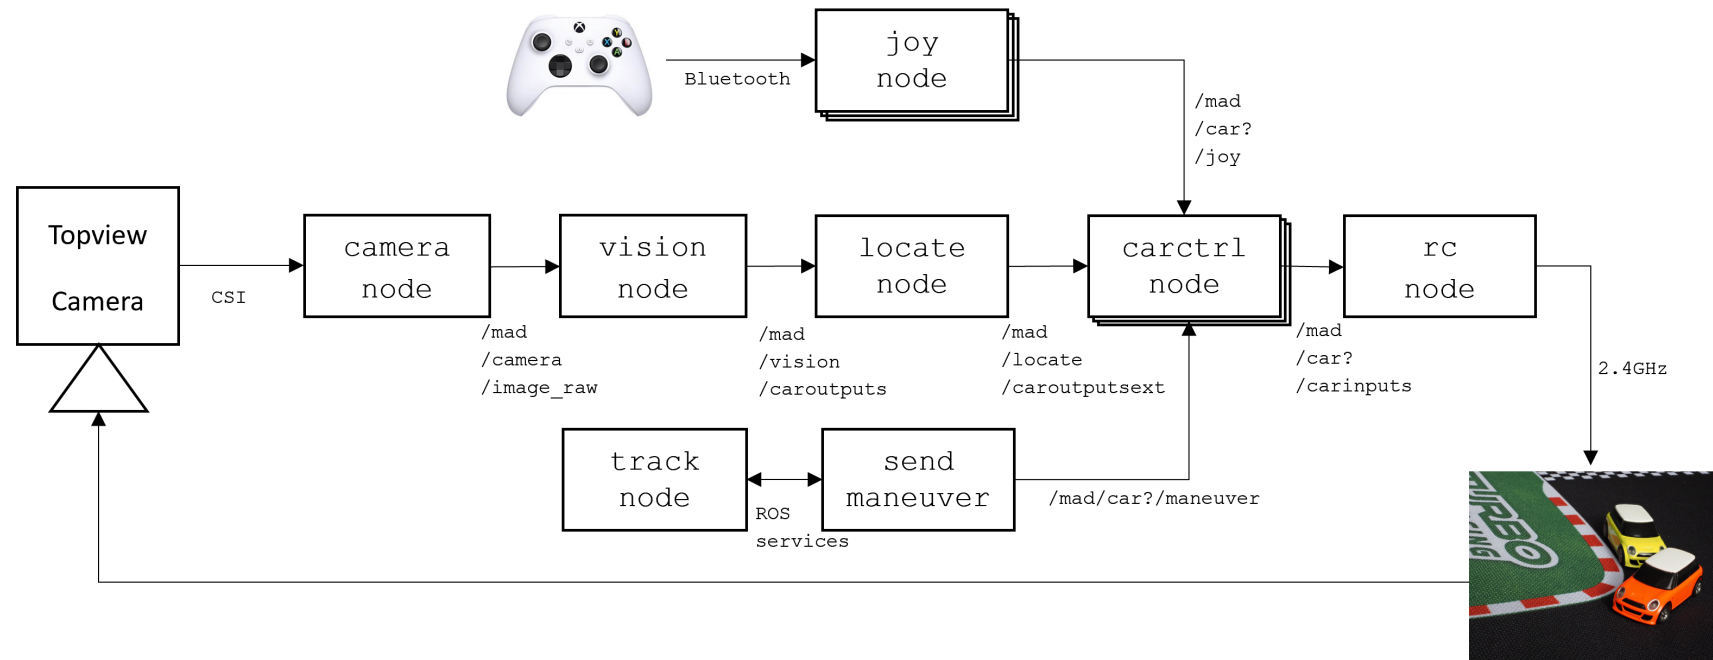 joy
node
Bluetooth
/mad
/car?
/joy
Topview
Camera
CSI
camera
node
/mad
/camera
/image_raw
vision
node
/mad
/vision
/caroutputs
locate
node
/mad
/locate
/caroutputsext
carctrl
node
/mad
/car?
/carinputs
rc
node
2.4GHz
track
node
ROS
services
send
maneuver
/mad/car?/maneuver
TURBO
RACING
X
Y
B
A